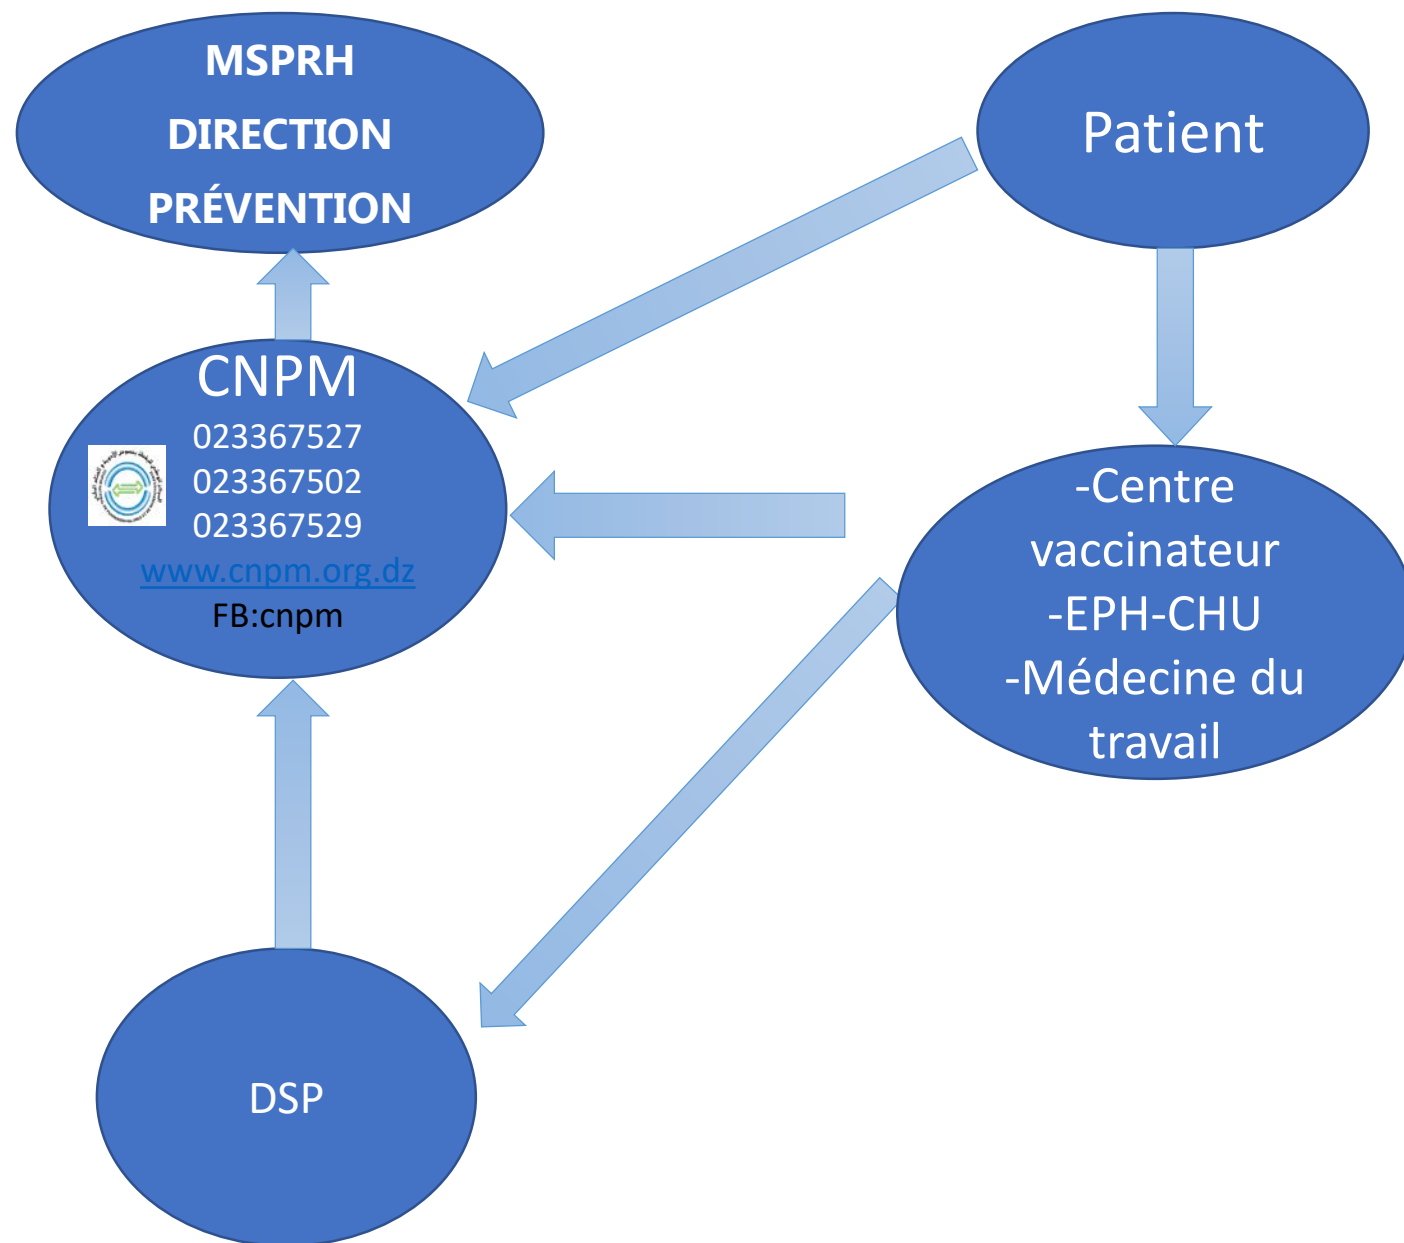 MSPRH
DIRECTION
PRÉVENTION
Patient
CNPM
023367527
023367502
023367529
www.cnpm.org.dz
FB:cnpm
-Centre
vaccinateur
-EPH-CHU
-Médecine du
travail
DSP